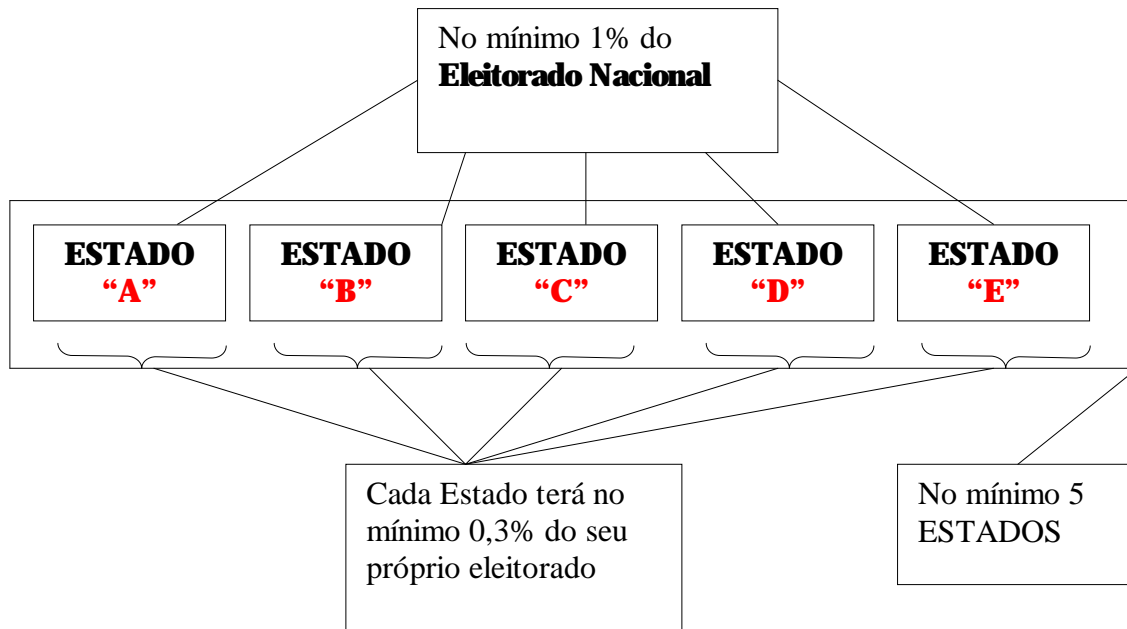 No mínimo 1% do
Eleitorado Nacional
ESTADO
“A”
ESTADO
“B”
ESTADO
“C”
ESTADO
“D”
ESTADO
“E”
Cada Estado terá no
mínimo 0,3% do seu
próprio eleitorado
No mínimo 5
ESTADOS